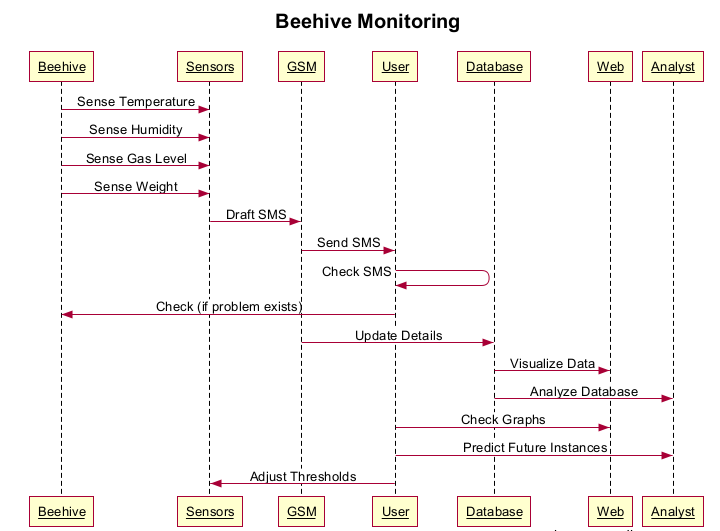 Beehive Monitoring
Beehive Sensors GSM User Database Web Analyst
Sense Temperature
Sense Humidity
Sense Gas Level
Sense Weight
Draft SMS
Send SMS
Check SMS
Check (if problem exists)
Update Details
Visualize Data
Analyze Database
Check Graphs
Predict Future Instances
Adjust Thresholds
Beehive Sensors GSM User Database Web Analyst